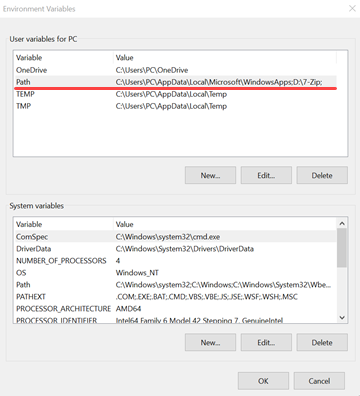 Environment Variables
User variables for PC
Variable Value
OneDrive C:\Users\PC\OneDrive
Path C:\Users\PC\AppData\Local\Microsoft\WindowsApps;D:\7-Zip;
TEMP C:\Users\PC\AppData\Local\Temp
TMP C:\Users\PC\AppData\Local\Temp
New... Edit... Delete
System variables
Variable Value
ComSpec C:\Windows\system32\cmd.exe
DriverData C:\Windows\System32\Drivers\DriverData
NUMBER_OF_PROCESSORS 4
OS Windows_NT
Path C:\Windows\system32;C:\Windows;C:\Windows\System32\Wbe...
PATHEXT .COM;.EXE;.BAT;.CMD;.VBS;.VBE;.JS;.JSE;.WSF;.WSH;.MSC
PROCESSOR_ARCHITECTURE AMD64
PROCESSOR_IDENTIFIER Intel64 Family 6 Model 42 Stepping 7, GenuineIntel
New... Edit... Delete
OK Cancel